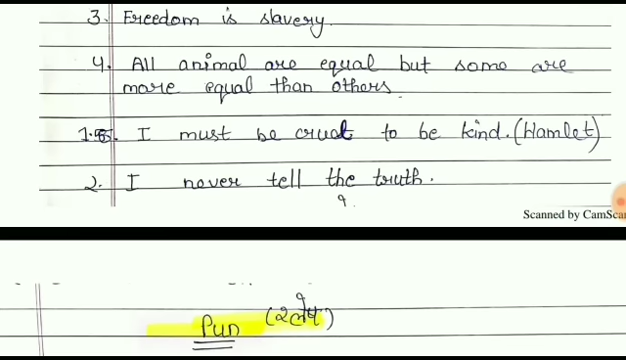 3. Freedom is slavery.
4. All animal are equal but some are
more equal than others.
1. I must be cruel to be kind. (Hamlet)
2. I never tell the truth.
Scanned by CamSca
Pun (श्लेष)